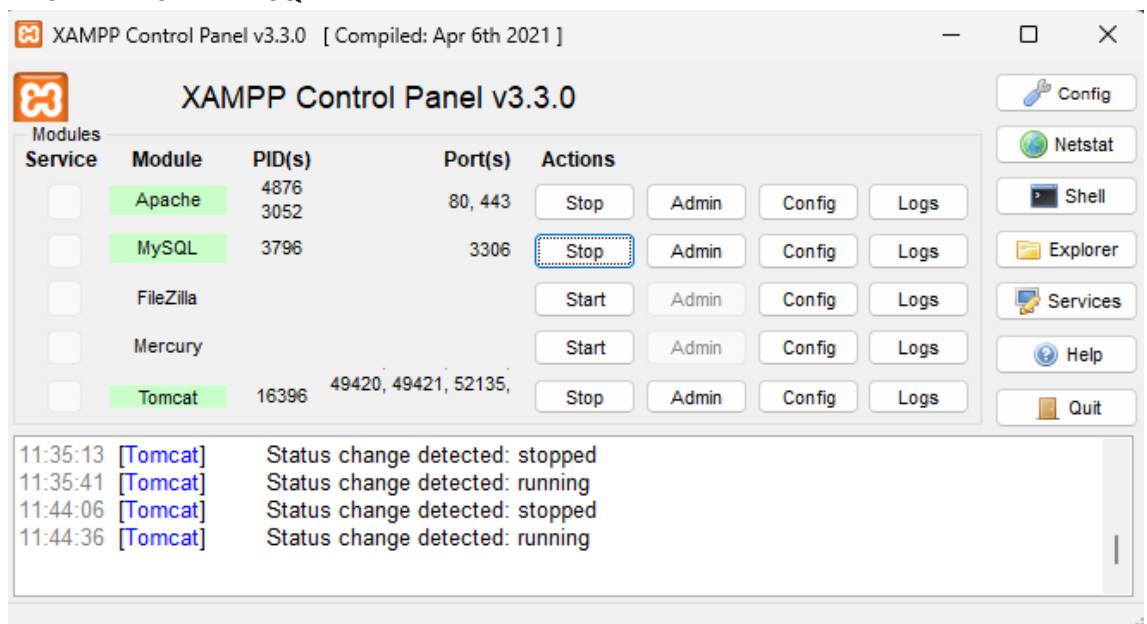 XAMPP Control Panel v3.3.0 [ Compiled: Apr 6th 2021 ]
XAMPP Control Panel v3.3.0
Config
Modules
Netstat
Service Module PID(s) Port(s) Actions
Apache 4876 3052 80, 443 Stop Admin Config Logs
Shell
MySQL 3796 3306 Stop Admin Config Logs
Explorer
FileZilla Start Admin Config Logs
Services
Mercury Start Admin Config Logs
Help
Tomcat 16396 49420, 49421, 52135, Stop Admin Config Logs
Quit
11:35:13 [Tomcat] Status change detected: stopped
11:35:41 [Tomcat] Status change detected: running
11:44:06 [Tomcat] Status change detected: stopped
11:44:36 [Tomcat] Status change detected: running